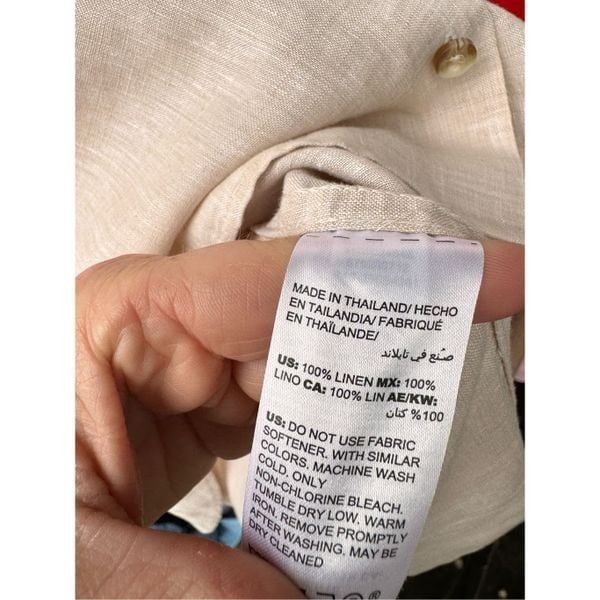 MADE IN THAILAND/ HECHO
EN TAILANDIA/ FABRIQUÉ
EN THAÏLANDE/
صنع في تايلاند
US: 100% LINEN MX: 100%
LINO CA: 100% LIN AE/KW:
100% كتان
US: DO NOT USE FABRIC
SOFTENER. WITH SIMILAR
COLORS. MACHINE WASH
COLD. ONLY
NON-CHLORINE BLEACH.
TUMBLE DRY LOW. WARM
IRON. REMOVE PROMPTLY
AFTER WASHING. MAY BE
DRY CLEANED